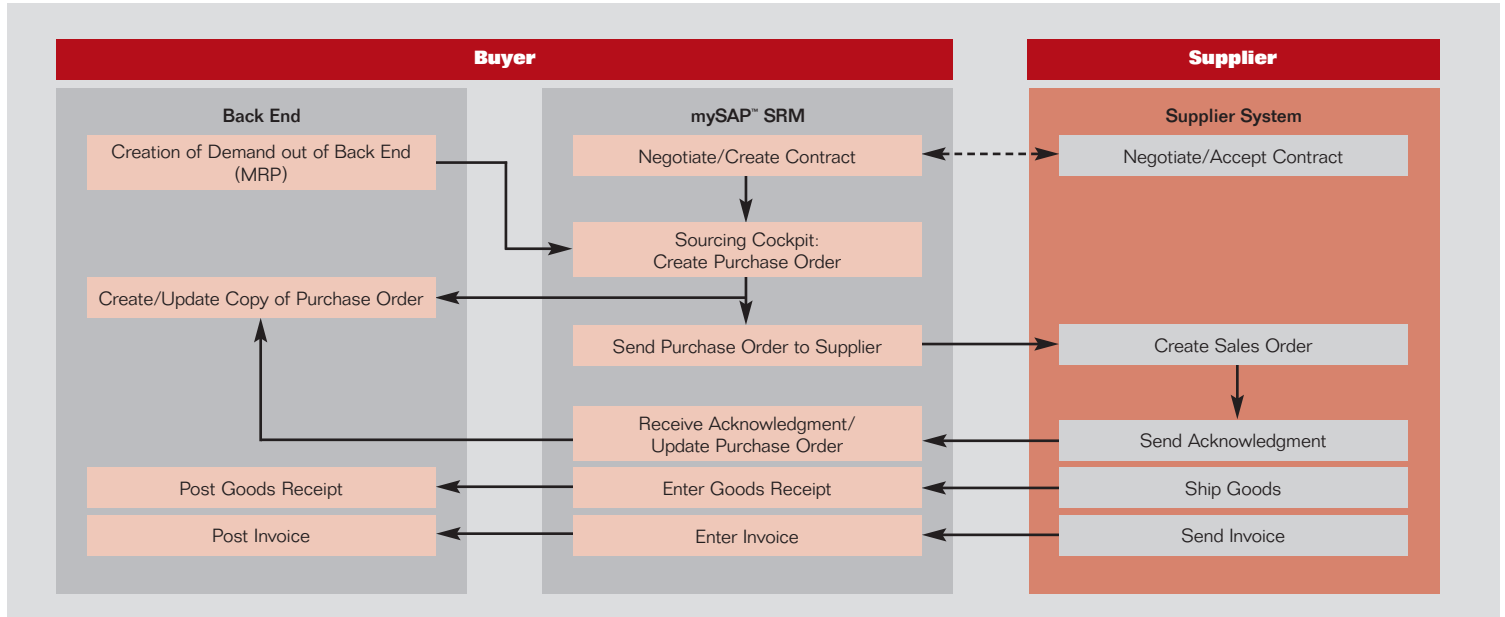 Buyer
Supplier
Back End
mySAP™ SRM
Supplier System
Creation of Demand out of Back End
(MRP)
Negotiate/Create Contract
Negotiate/Accept Contract
Sourcing Cockpit:
Create Purchase Order
Create/Update Copy of Purchase Order
Send Purchase Order to Supplier
Create Sales Order
Receive Acknowledgment/
Update Purchase Order
Send Acknowledgment
Post Goods Receipt
Enter Goods Receipt
Ship Goods
Post Invoice
Enter Invoice
Send Invoice